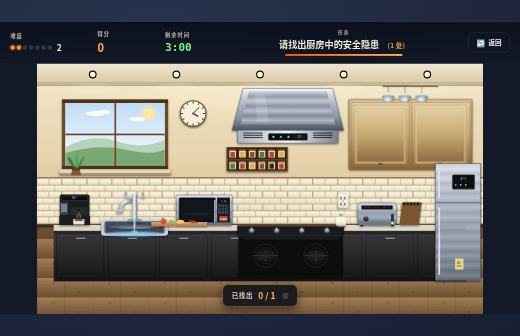 难度
2
得分
0
剩余时间
3:00
任务
请找出厨房中的安全隐患 (1 处)
返回
已找出 0 / 1